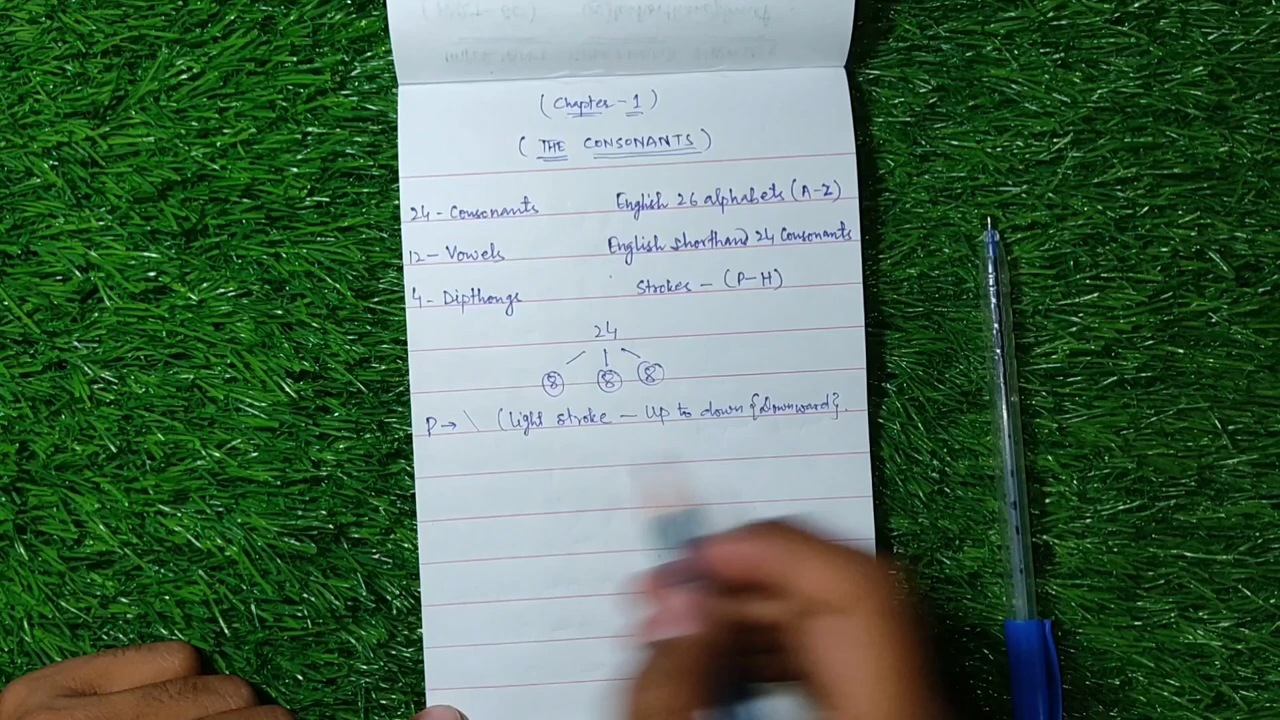 (Chapter - 1)
( THE CONSONANTS )
24 - Consonants English 26 alphabets (A-Z)
12 - Vowels English shorthand 24 Consonants
4 - Dipthongs Strokes - (P-H)
24
8 8 8
P → \ (light stroke - Up to down {Downward}.